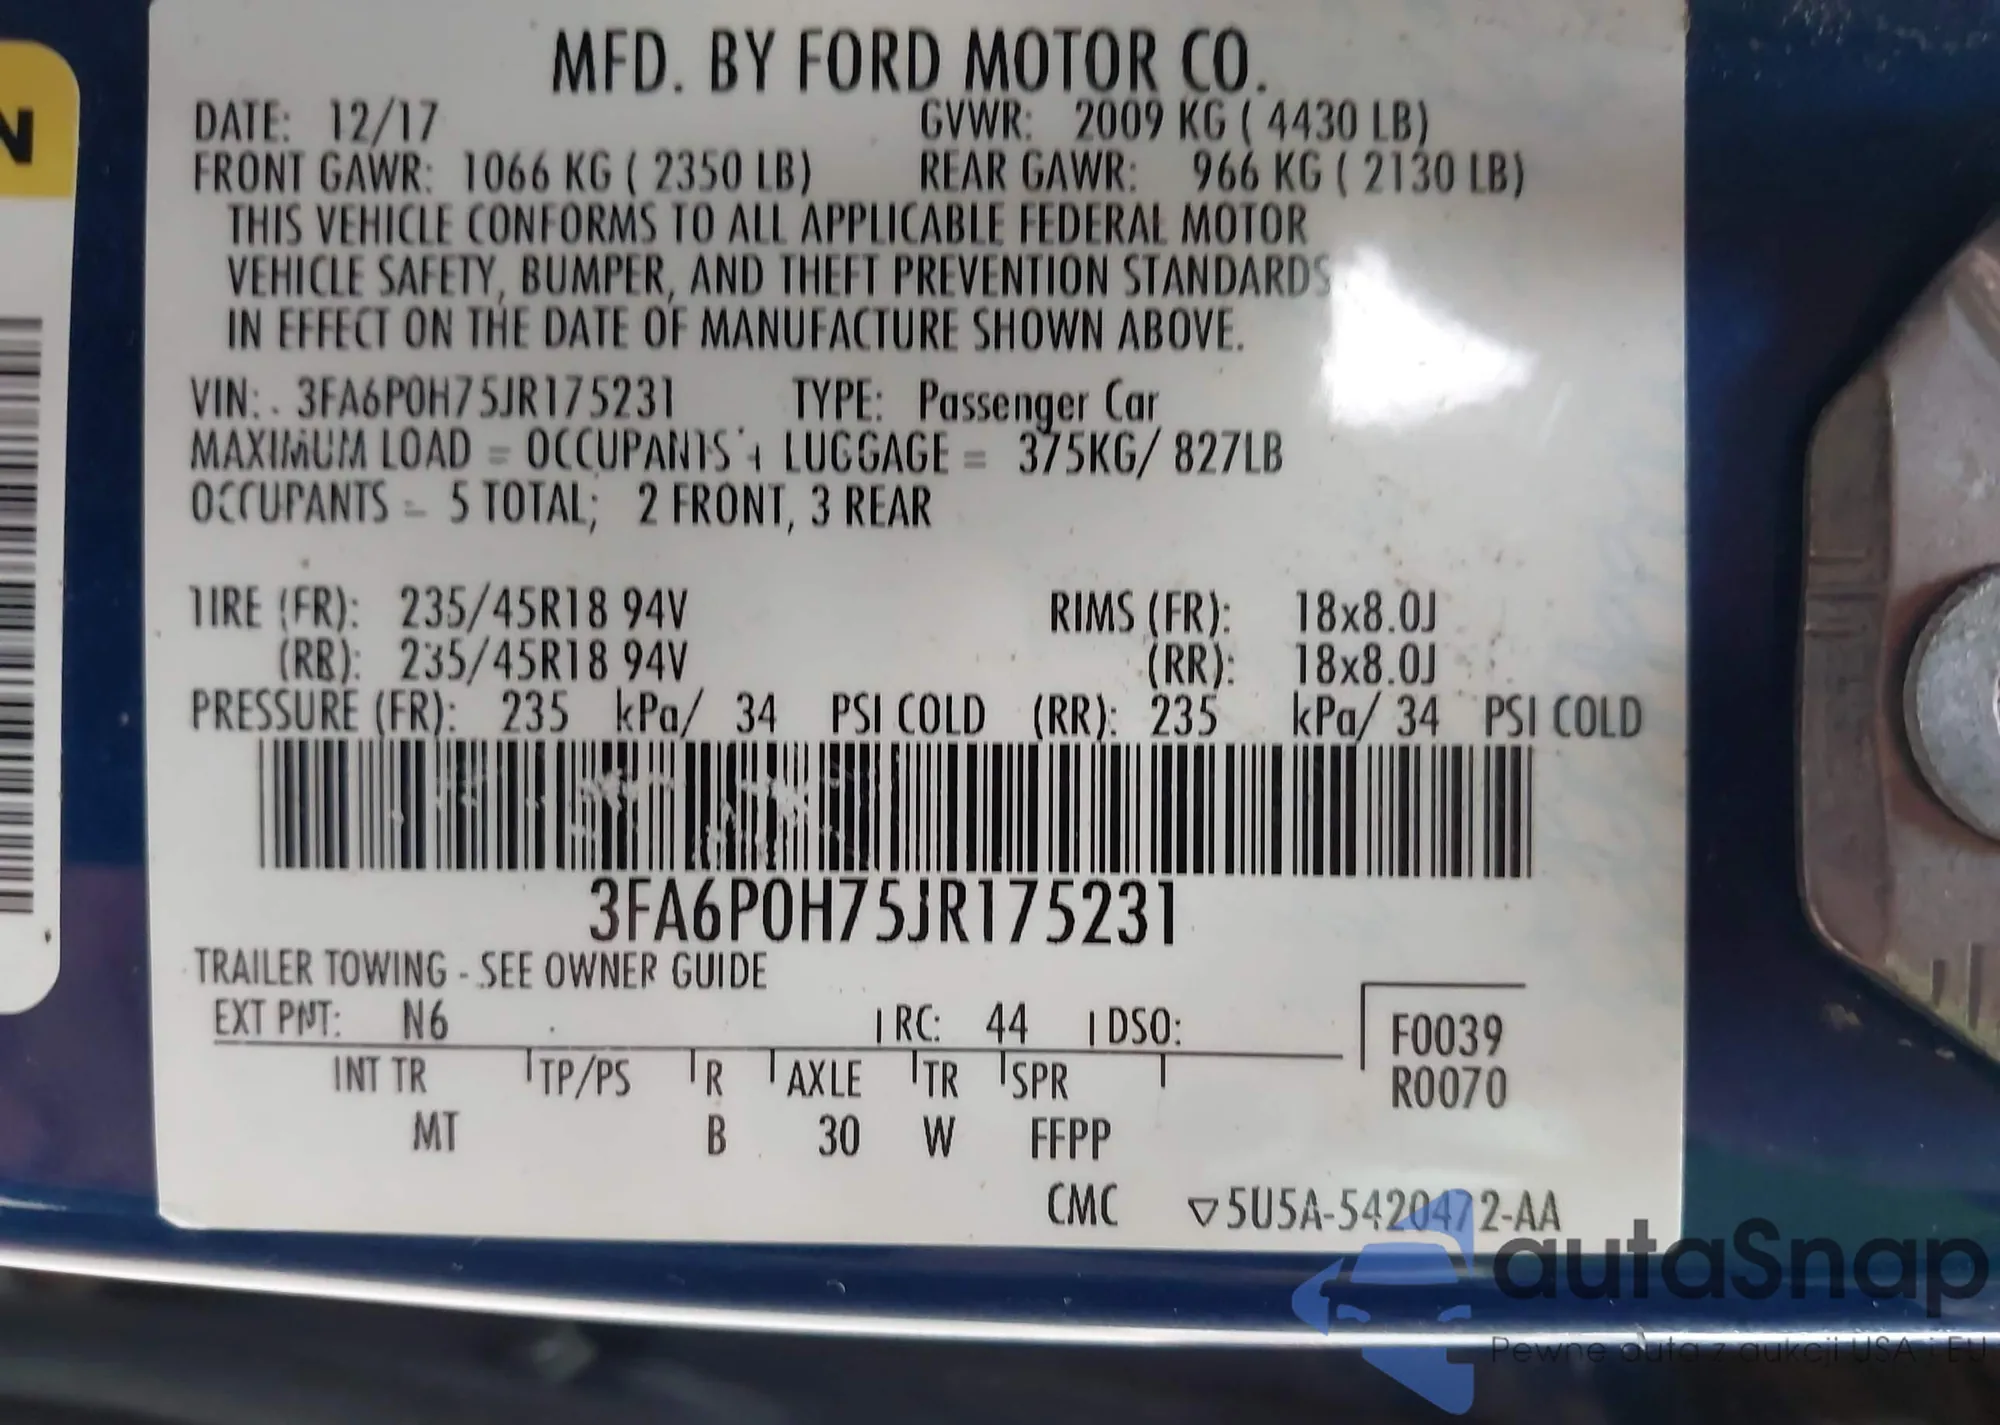 MFD. BY FORD MOTOR CO.
DATE: 12/17 GVWR: 2009 KG ( 4430 LB)
FRONT GAWR: 1066 KG ( 2350 LB) REAR GAWR: 966 KG ( 2130 LB)
THIS VEHICLE CONFORMS TO ALL APPLICABLE FEDERAL MOTOR
VEHICLE SAFETY, BUMPER, AND THEFT PREVENTION STANDARDS
IN EFFECT ON THE DATE OF MANUFACTURE SHOWN ABOVE.
VIN: 3FA6P0H75JR175231 TYPE: Passenger Car
MAXIMUM LOAD = OCCUPANTS + LUGGAGE = 375KG/ 827LB
OCCUPANTS = 5 TOTAL; 2 FRONT, 3 REAR
TIRE (FR): 235/45R18 94V RIMS (FR): 18x8.0J
(RR): 235/45R18 94V (RR): 18x8.0J
PRESSURE (FR): 235 kPa/ 34 PSI COLD (RR): 235 kPa/ 34 PSI COLD
3FA6P0H75JR175231
TRAILER TOWING - SEE OWNER GUIDE
EXT PNT: N6 RC: 44 DSO:
F0039
INT TR TP/PS R AXLE TR SPR
R0070
MT B 30 W FFPP
CMC ▽5U5A-5420472-AA
autaSnap
Pewne auta z aukcji USA i EU
N